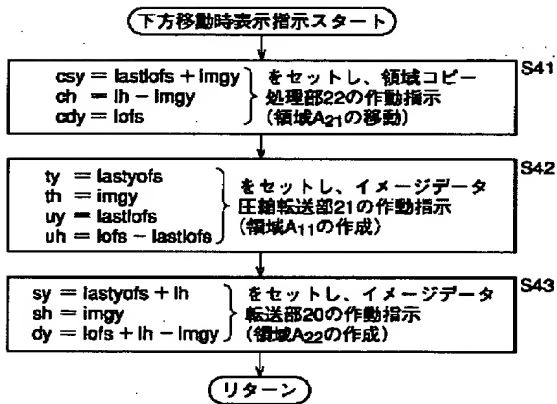 下方移動時表示指示スタート
S41
csy = lastlofs + imgy
ch = lh − imgy
cdy = lofs
をセットし、領域コピー
処理部22の作動指示
(領域A21の移動)
S42
ty = lastyofs
th = imgy
uy = lastlofs
uh = lofs − lastlofs
をセットし、イメージデータ
圧縮転送部21の作動指示
(領域A11の作成)
S43
sy = lastyofs + lh
sh = imgy
dy = lofs + lh − imgy
をセットし、イメージデータ
転送部20の作動指示
(領域A22の作成)
リターン